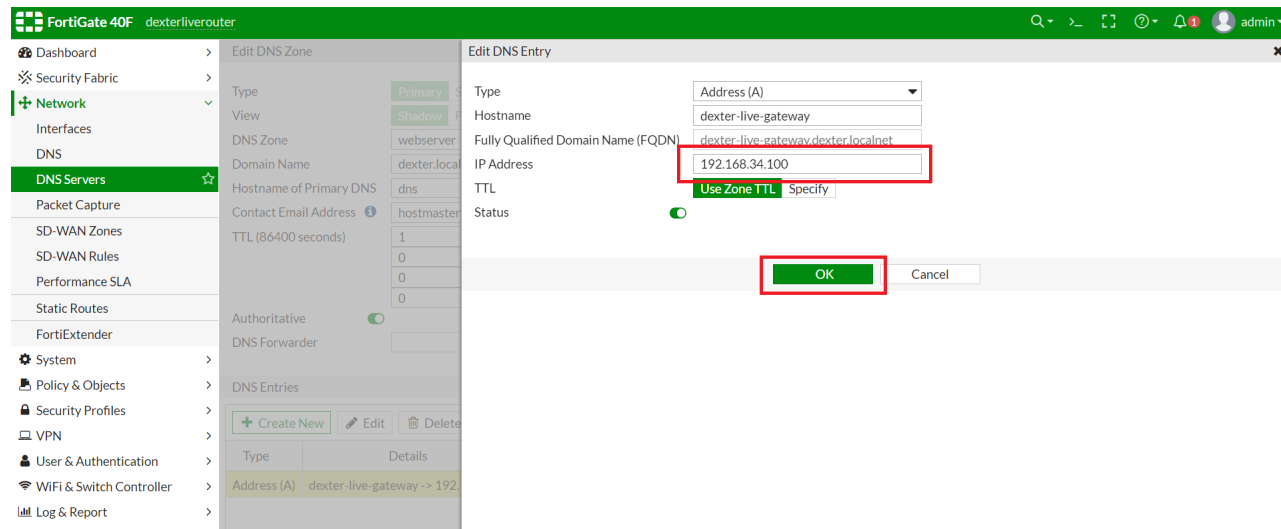 FortiGate 40F dexterliverouter
1
admin
Dashboard
Security Fabric
Network
Interfaces
DNS
DNS Servers
Packet Capture
SD-WAN Zones
SD-WAN Rules
Performance SLA
Static Routes
FortiExtender
System
Policy & Objects
Security Profiles
VPN
User & Authentication
WiFi & Switch Controller
Log & Report
Edit DNS Zone
Type Primary S
View Shadow P
DNS Zone webserver
Domain Name dexter.local
Hostname of Primary DNS dns
Contact Email Address hostmaster
TTL (86400 seconds) 1
0
0
0
Authoritative
DNS Forwarder
DNS Entries
Create New Edit Delete
Type Details
Address (A) dexter-live-gateway -> 192.
Edit DNS Entry
Type Address (A)
Hostname dexter-live-gateway
Fully Qualified Domain Name (FQDN) dexter-live-gateway.dexter.localnet
IP Address 192.168.34.100
TTL Use Zone TTL Specify
Status
OK Cancel